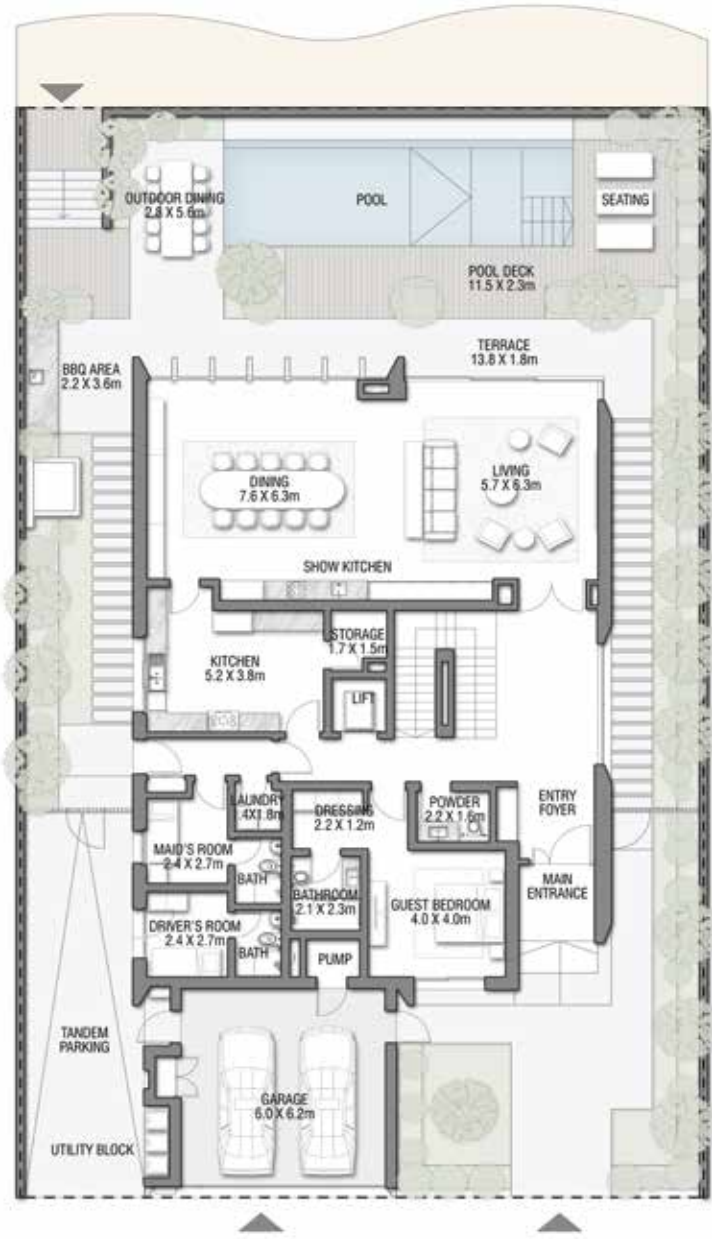 OUTDOOR DINING
2.8 X 5.6m
POOL
SEATING
POOL DECK
11.5 X 2.3m
TERRACE
13.8 X 1.8m
BBQ AREA
2.2 X 3.6m
DINING
7.6 X 6.3m
LIVING
5.7 X 6.3m
SHOW KITCHEN
STORAGE
1.7 X 1.5m
KITCHEN
5.2 X 3.8m
LIFT
LAUNDRY
1.4X1.8m
DRESSING
2.2 X 1.2m
POWDER
2.2 X 1.6m
ENTRY
FOYER
MAID'S ROOM
2.4 X 2.7m
BATH
BATHROOM
2.1 X 2.3m
GUEST BEDROOM
4.0 X 4.0m
MAIN
ENTRANCE
DRIVER'S ROOM
2.4 X 2.7m
BATH
PUMP
TANDEM
PARKING
GARAGE
6.0 X 6.2m
UTILITY BLOCK